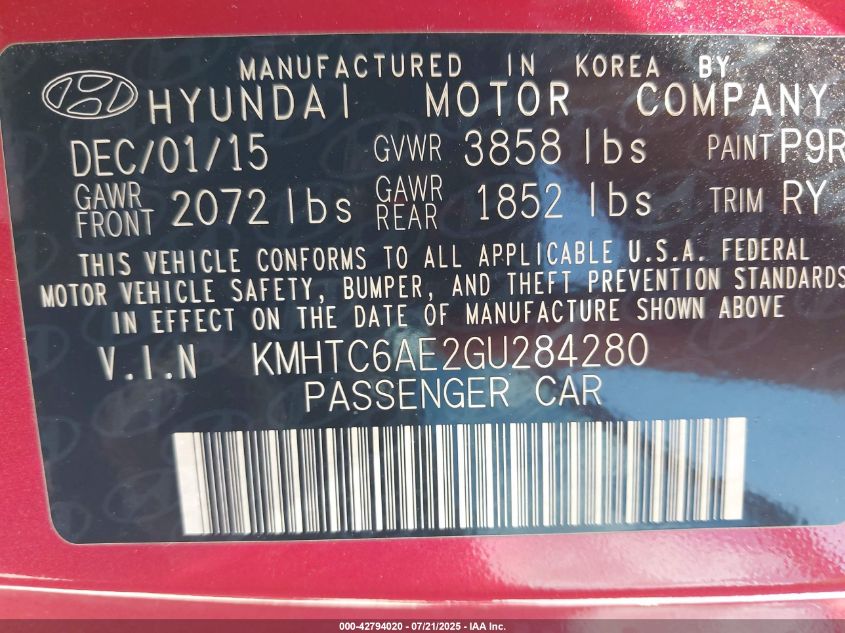 MANUFACTURED IN KOREA BY
HYUNDAI MOTOR COMPANY
DEC/01/15 GVWR 3858 lbs PAINT P9R
GAWR FRONT 2072 lbs GAWR REAR 1852 lbs TRIM RY
THIS VEHICLE CONFORMS TO ALL APPLICABLE U.S.A. FEDERAL
MOTOR VEHICLE SAFETY, BUMPER, AND THEFT PREVENTION STANDARDS
IN EFFECT ON THE DATE OF MANUFACTURE SHOWN ABOVE
V.I.N KMHTC6AE2GU284280
PASSENGER CAR
000-42794020 - 07/21/2025 - IAA Inc.